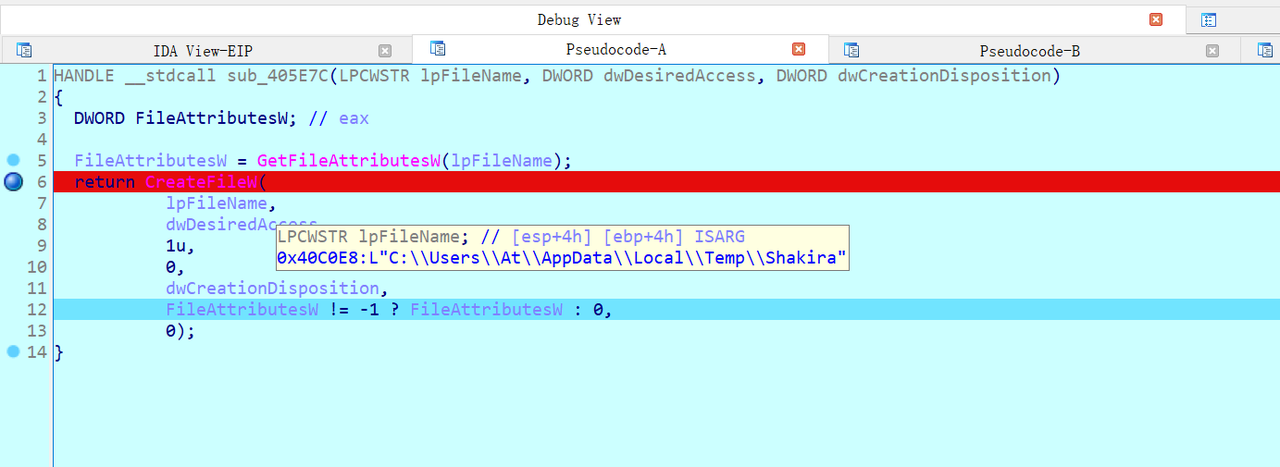 Debug View
IDA View-EIP
Pseudocode-A
Pseudocode-B
1 HANDLE __stdcall sub_405E7C(LPCWSTR lpFileName, DWORD dwDesiredAccess, DWORD dwCreationDisposition)
2 {
3 DWORD FileAttributesW; // eax
4
5 FileAttributesW = GetFileAttributesW(lpFileName);
6 return CreateFileW(
7 lpFileName,
8 dwDesiredAccess
LPCWSTR lpFileName; // [esp+4h] [ebp+4h] ISARG
9 1u,
0x40C0E8:L"C:\\Users\\At\\AppData\\Local\\Temp\\Shakira"
10 0,
11 dwCreationDisposition,
12 FileAttributesW != -1 ? FileAttributesW : 0,
13 0);
14 }